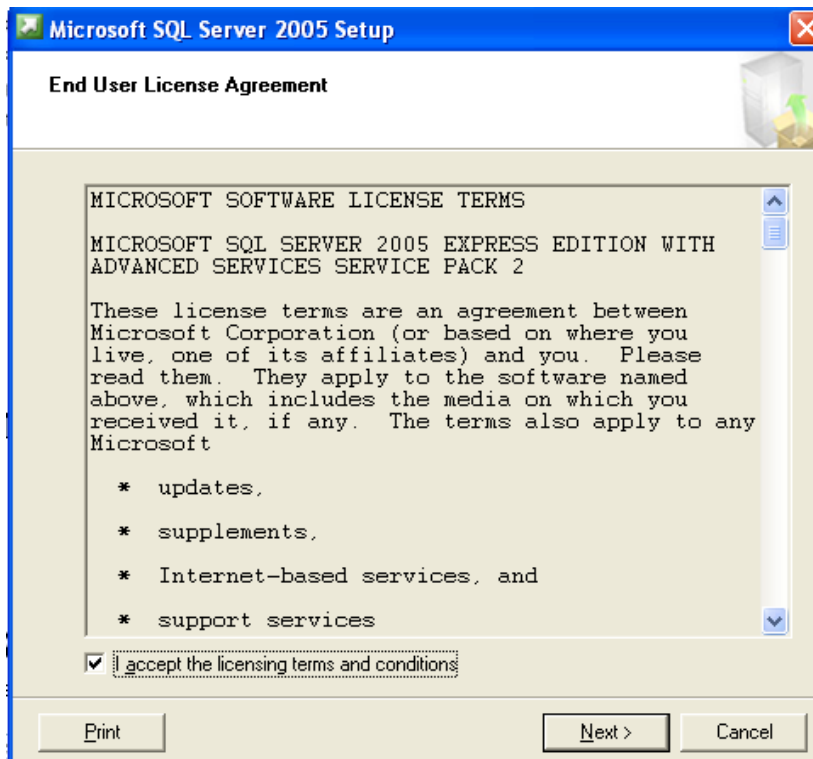 Microsoft SQL Server 2005 Setup
End User License Agreement
MICROSOFT SOFTWARE LICENSE TERMS
MICROSOFT SQL SERVER 2005 EXPRESS EDITION WITH
ADVANCED SERVICES SERVICE PACK 2
These license terms are an agreement between
Microsoft Corporation (or based on where you
live, one of its affiliates) and you.  Please
read them.  They apply to the software named
above, which includes the media on which you
received it, if any.  The terms also apply to any
Microsoft
* updates,
* supplements,
* Internet-based services, and
* support services
I accept the licensing terms and conditions
Print
Next >
Cancel